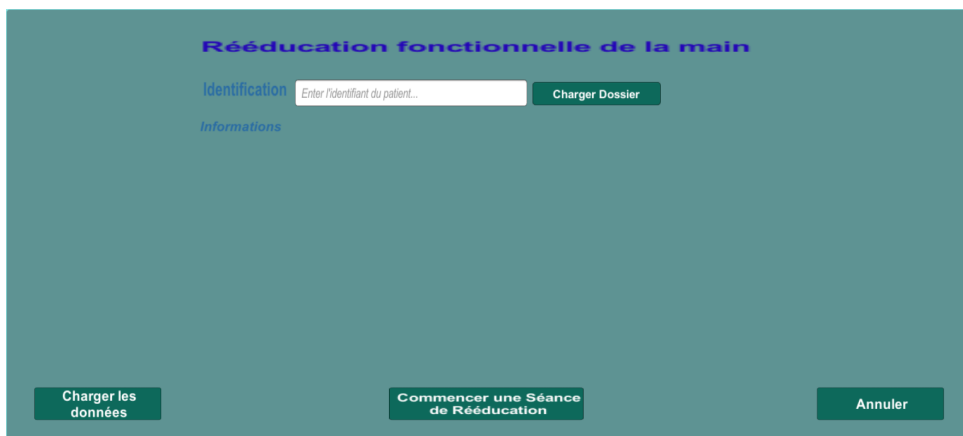 Rééducation fonctionnelle de la main
Identification Enter l'identifiant du patient... Charger Dossier
Informations
Charger les
données
Commencer une Séance
de Rééducation
Annuler